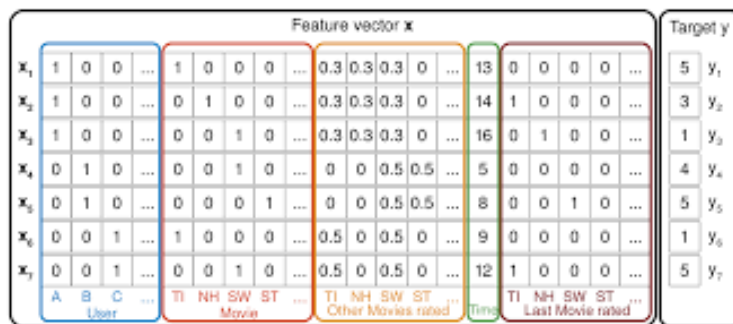 Feature vector x Target y
x1 1 0 0 ... 1 0 0 0 ... 0.3 0.3 0.3 0 ... 13 0 0 0 0 ... 5 y1
x2 1 0 0 ... 0 1 0 0 ... 0.3 0.3 0.3 0 ... 14 1 0 0 0 ... 3 y2
x3 1 0 0 ... 0 0 1 0 ... 0.3 0.3 0.3 0 ... 16 0 1 0 0 ... 1 y3
x4 0 1 0 ... 0 0 1 0 ... 0 0 0.5 0.5 ... 5 0 0 0 0 ... 4 y4
x5 0 1 0 ... 0 0 0 1 ... 0 0 0.5 0.5 ... 8 0 0 1 0 ... 5 y5
x6 0 0 1 ... 1 0 0 0 ... 0.5 0 0.5 0 ... 9 0 0 0 0 ... 1 y6
x7 0 0 1 ... 0 0 1 0 ... 0.5 0 0.5 0 ... 12 1 0 0 0 ... 5 y7
A B C ... TI NH SW ST ... TI NH SW ST ... Time TI NH SW ST ...
User Movie Other Movies rated Last Movie rated